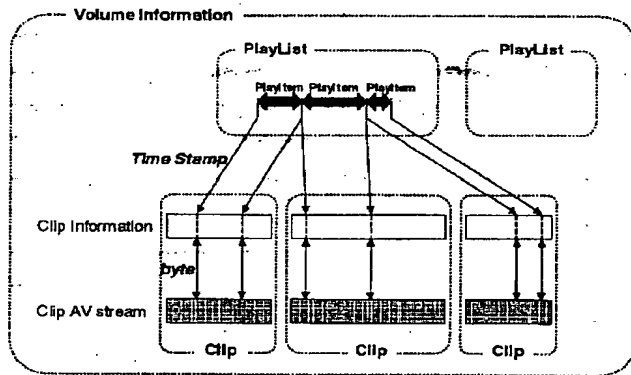 Volume Information
PlayList
PlayList
PlayItem PlayItem PlayItem
Time Stamp
Clip Information
byte
Clip AV stream
Clip
Clip
Clip